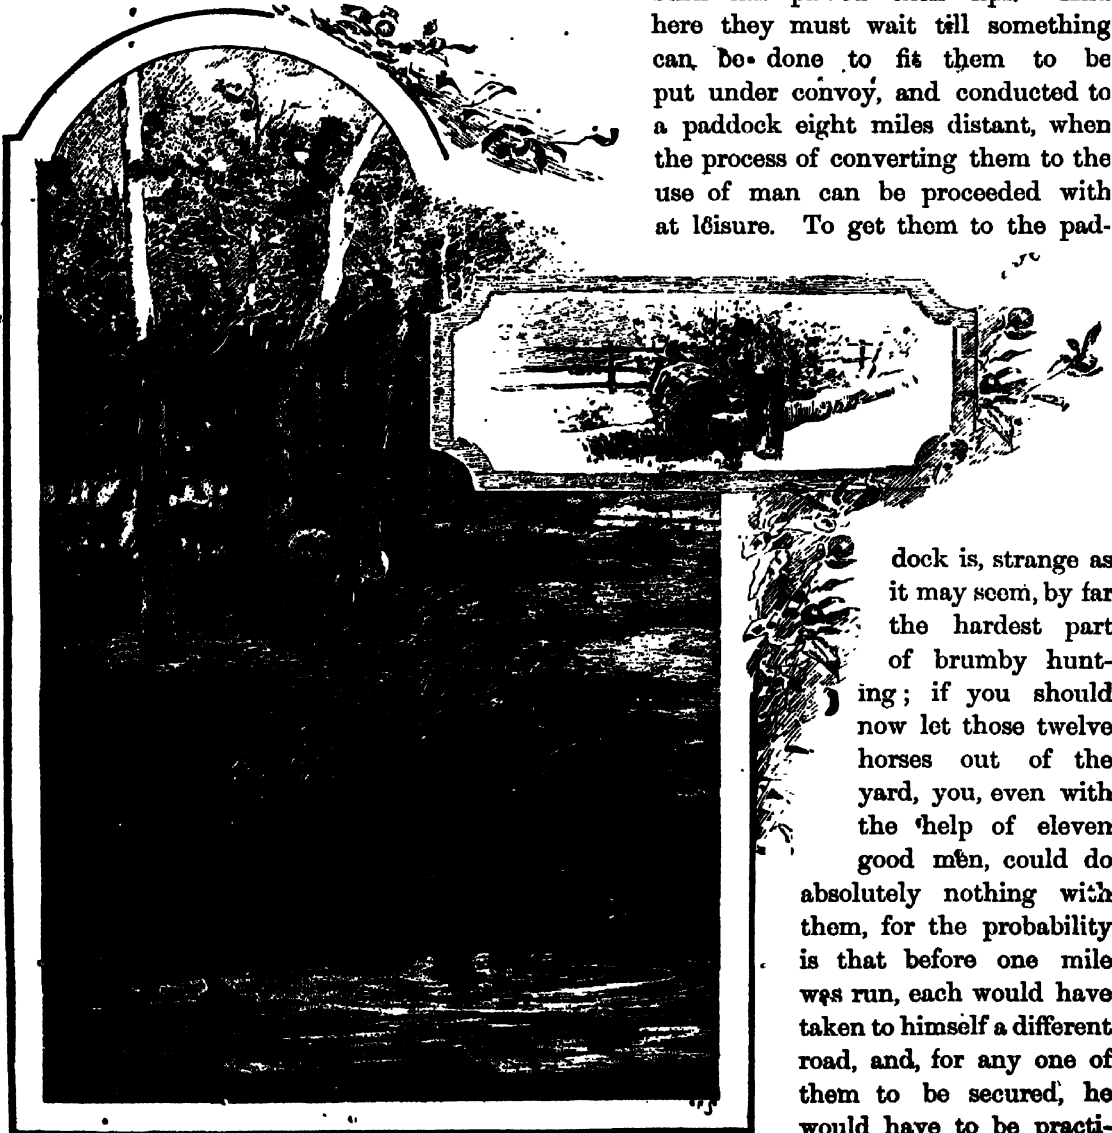 here they must wait till something
can be done to fit them to be
put under convoy, and conducted to
a paddock eight miles distant, when
the process of converting them to the
use of man can be proceeded with
at leisure. To get them to the pad-
dock is, strange as
it may seem, by far
the hardest part
of brumby hunt-
ing; if you should
now let those twelve
horses out of the
yard, you, even with
the help of eleven
good men, could do
absolutely nothing with
them, for the probability
is that before one mile
was run, each would have
taken to himself a different
road, and, for any one of
them to be secured, he
would have to be practi-